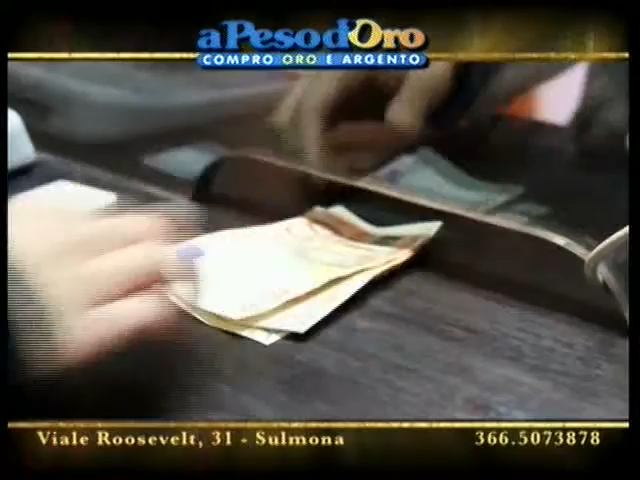 aPesod'Oro
COMPRO ORO E ARGENTO
Viale Roosevelt, 31 - Sulmona
366.5073878